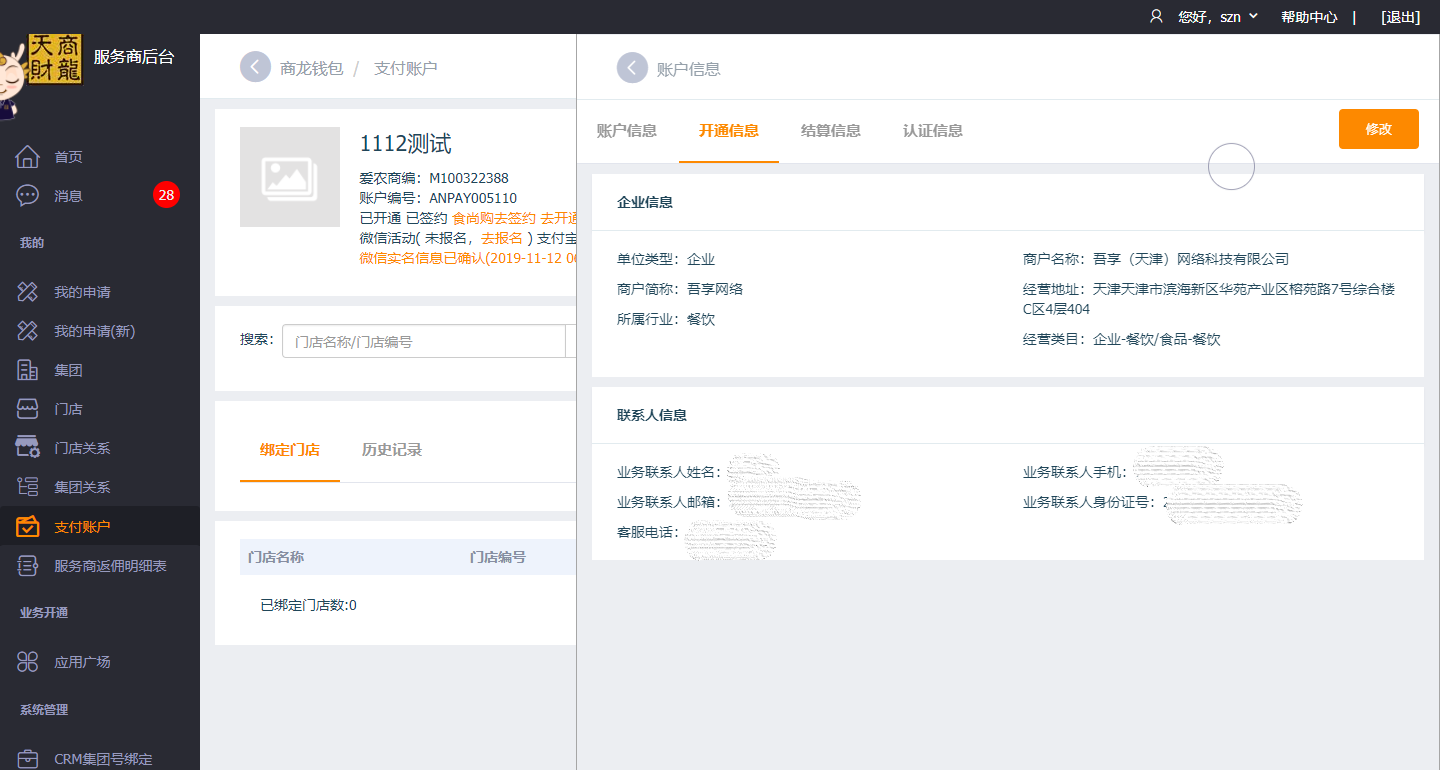 您好，szn
帮助中心
|
[退出]
天商
財龍
服务商后台
首页
消息
28
我的
我的申请
我的申请(新)
集团
门店
门店关系
集团关系
支付账户
服务商返佣明细表
业务开通
应用广场
系统管理
CRM集团号绑定
商龙钱包 / 支付账户
1112测试
爱农商编：M100322388
账户编号：ANPAY005110
已开通 已签约 食尚购去签约 去开通
微信活动( 未报名，去报名 ) 支付宝
微信实名信息已确认(2019-11-12 0
搜索：
门店名称/门店编号
绑定门店 历史记录
门店名称 门店编号
已绑定门店数:0
账户信息
账户信息 开通信息 结算信息 认证信息
修改
企业信息
单位类型：企业
商户名称：吾享（天津）网络科技有限公司
商户简称：吾享网络
经营地址：天津天津市滨海新区华苑产业区榕苑路7号综合楼
C区4层404
所属行业：餐饮
经营类目：企业-餐饮/食品-餐饮
联系人信息
业务联系人姓名：
业务联系人手机：
业务联系人邮箱：
业务联系人身份证号：
客服电话：